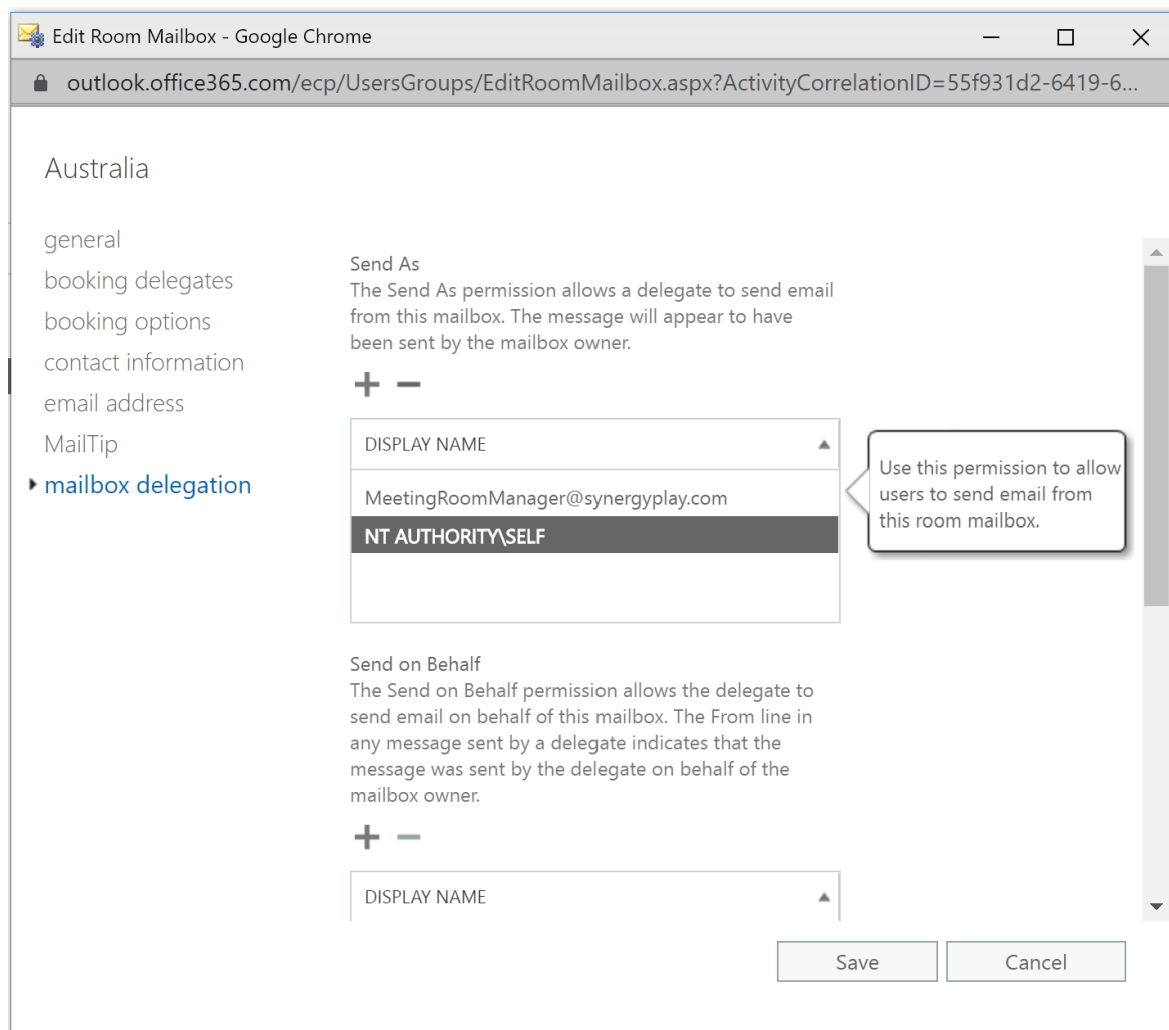 Edit Room Mailbox - Google Chrome
outlook.office365.com/ecp/UsersGroups/EditRoomMailbox.aspx?ActivityCorrelationID=55f931d2-6419-6...
Australia
general
booking delegates
booking options
contact information
email address
MailTip
mailbox delegation
Send As
The Send As permission allows a delegate to send email
from this mailbox. The message will appear to have
been sent by the mailbox owner.
DISPLAY NAME
MeetingRoomManager@synergyplay.com
NT AUTHORITY\SELF
Use this permission to allow
users to send email from
this room mailbox.
Send on Behalf
The Send on Behalf permission allows the delegate to
send email on behalf of this mailbox. The From line in
any message sent by a delegate indicates that the
message was sent by the delegate on behalf of the
mailbox owner.
DISPLAY NAME
Save
Cancel